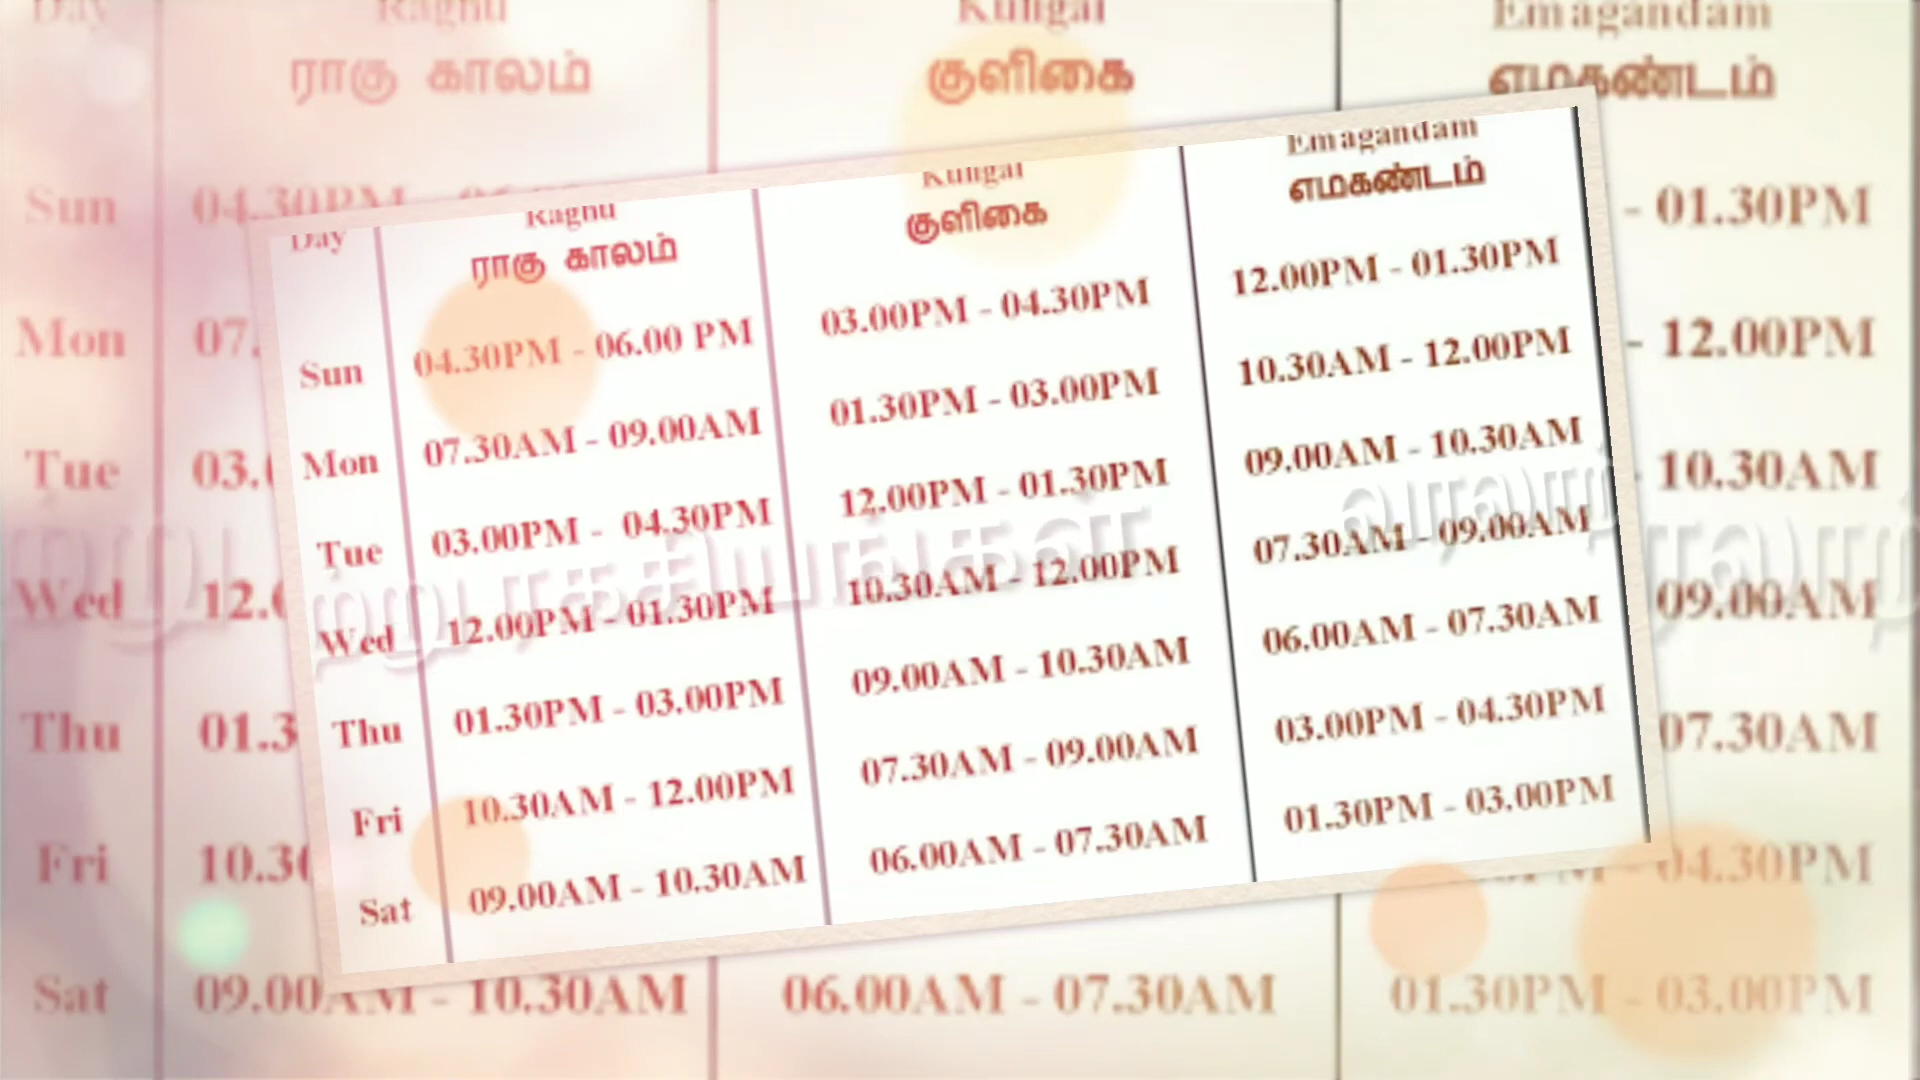 Day Raghu Kuligai Emagandam
ராகு காலம் குளிகை எமகண்டம்
Sun 04.30PM - 06.00 PM 03.00PM - 04.30PM 12.00PM - 01.30PM
Mon 07.30AM - 09.00AM 01.30PM - 03.00PM 10.30AM - 12.00PM
Tue 03.00PM - 04.30PM 12.00PM - 01.30PM 09.00AM - 10.30AM
Wed 12.00PM - 01.30PM 10.30AM - 12.00PM 07.30AM - 09.00AM
Thu 01.30PM - 03.00PM 09.00AM - 10.30AM 06.00AM - 07.30AM
Fri 10.30AM - 12.00PM 07.30AM - 09.00AM 03.00PM - 04.30PM
Sat 09.00AM - 10.30AM 06.00AM - 07.30AM 01.30PM - 03.00PM